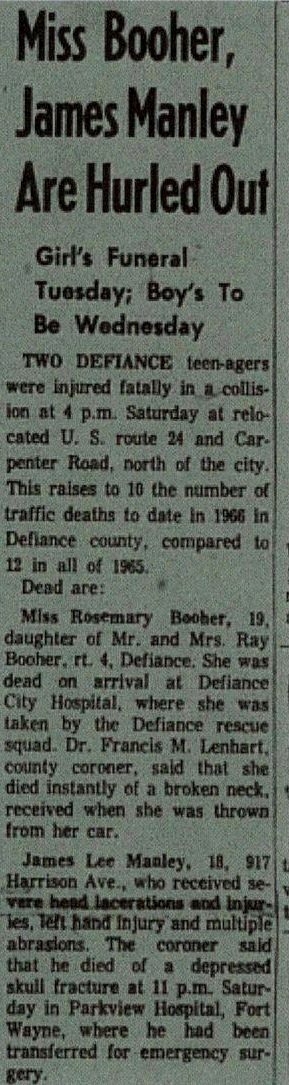 Miss Booher,
James Manley
Are Hurled Out
Girl's Funeral
Tuesday; Boy's To
Be Wednesday
TWO DEFIANCE teen-agers
were injured fatally in a collis-
ion at 4 p.m. Saturday at relo-
cated U. S. route 24 and Car-
penter Road, north of the city.
This raises to 10 the number of
traffic deaths to date in 1966 in
Defiance county, compared to
12 in all of 1965.
Dead are:
Miss Rosemary Booher, 19,
daughter of Mr. and Mrs. Ray
Booher, rt. 4, Defiance. She was
dead on arrival at Defiance
City Hospital, where she was
taken by the Defiance rescue
squad. Dr. Francis M. Lenhart,
county coroner, said that she
died instantly of a broken neck,
received when she was thrown
from her car.
James Lee Manley, 18, 917
Harrison Ave., who received se-
vere head lacerations and injur-
ies, left hand injury and multiple
abrasions. The coroner said
that he died of a depressed
skull fracture at 11 p.m. Satur-
day in Parkview Hospital, Fort
Wayne, where he had been
transferred for emergency sur-
gery.